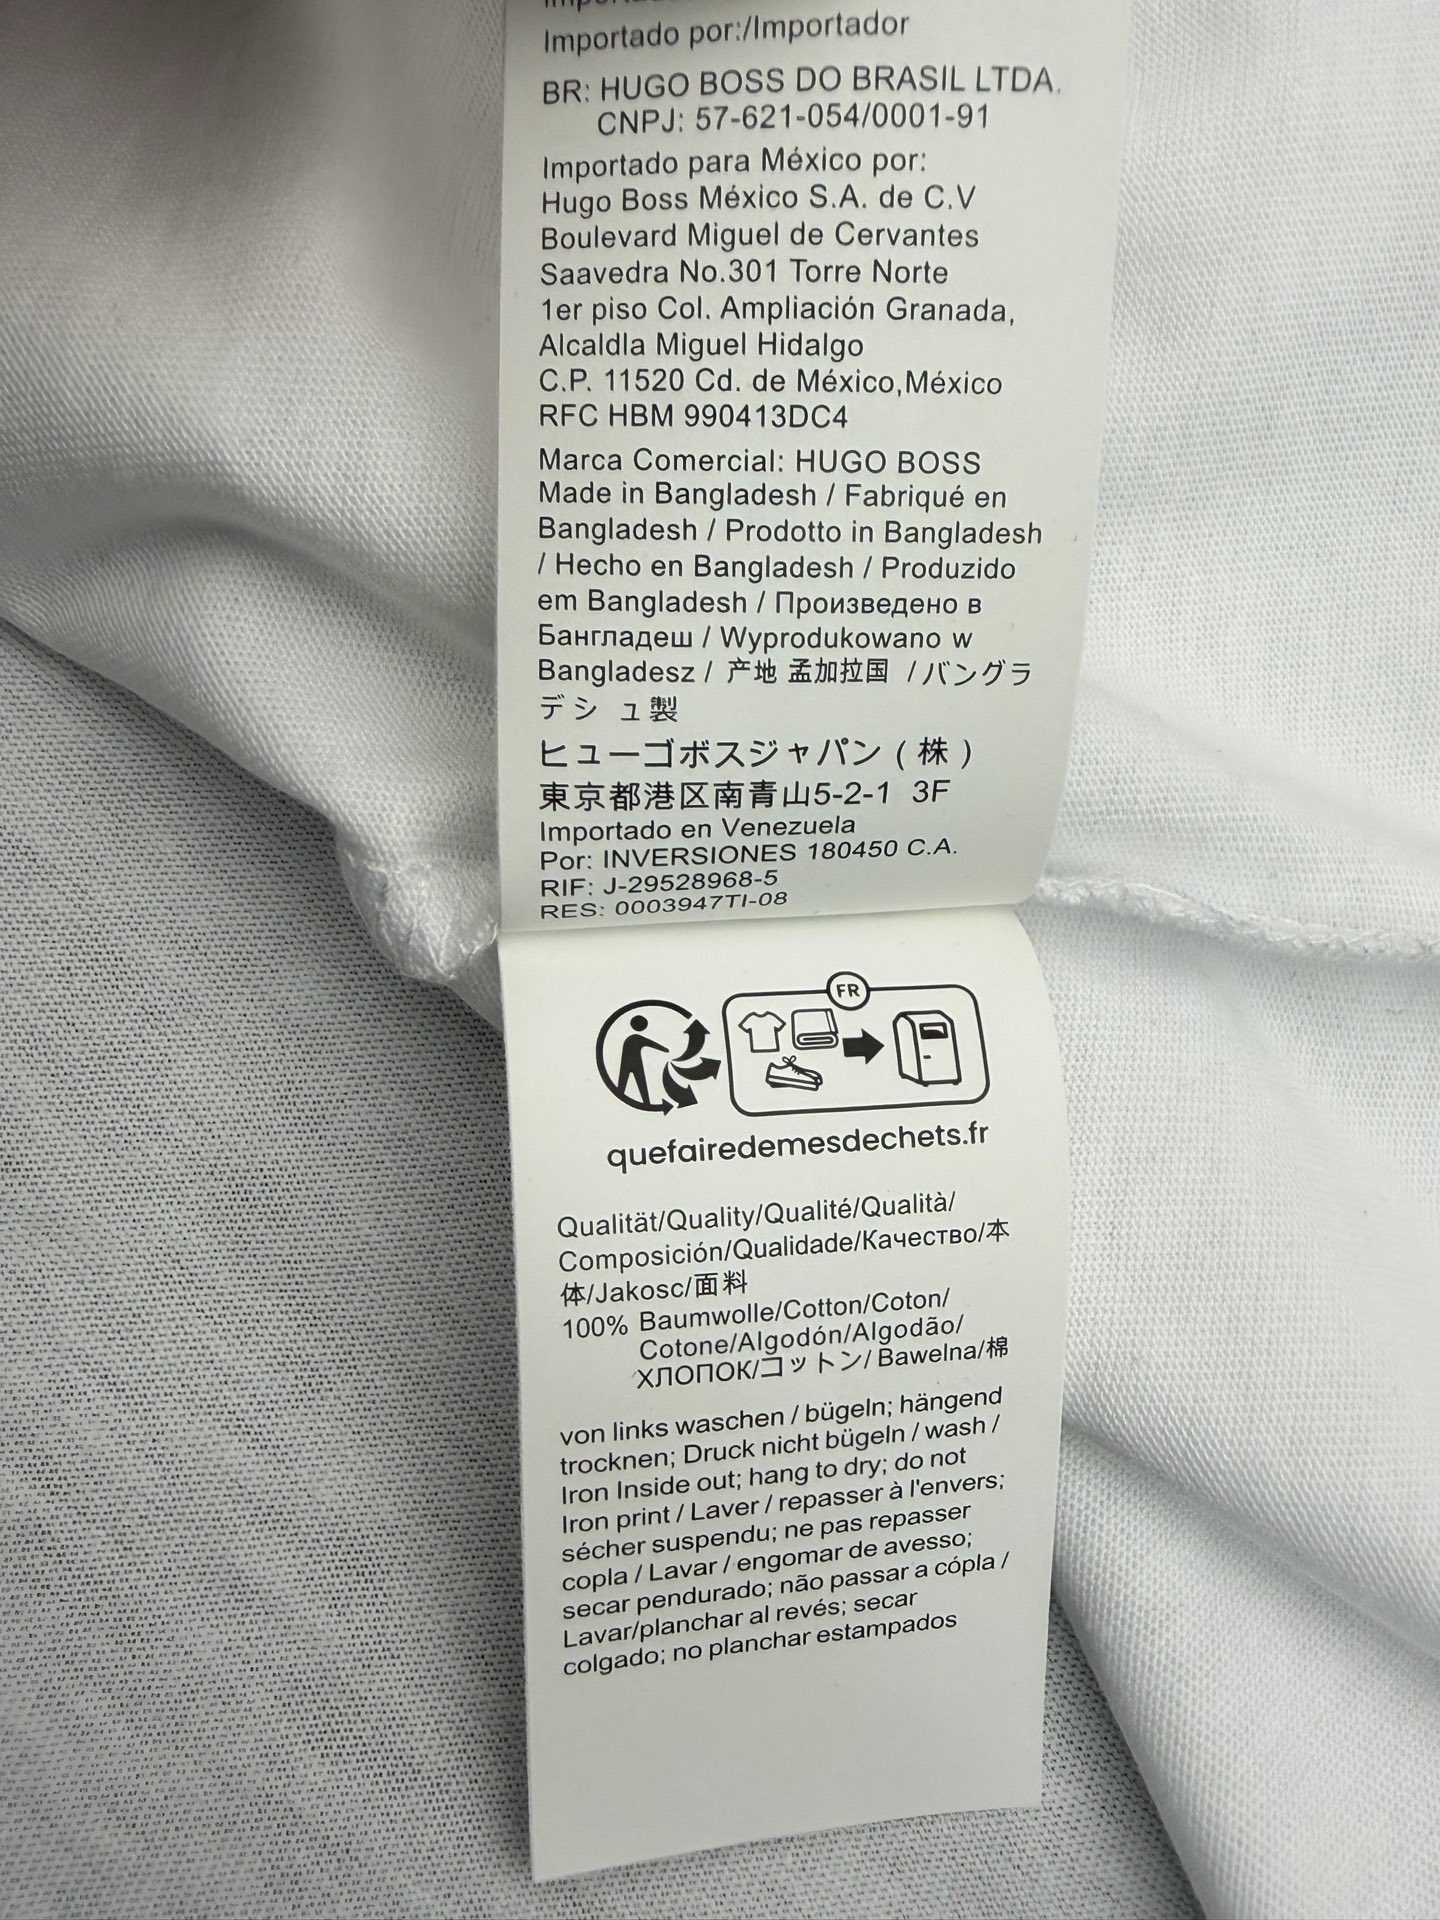 Importado por:/Importador
BR: HUGO BOSS DO BRASIL LTDA.
CNPJ: 57-621-054/0001-91
Importado para México por:
Hugo Boss México S.A. de C.V
Boulevard Miguel de Cervantes
Saavedra No.301 Torre Norte
1er piso Col. Ampliación Granada,
Alcaldla Miguel Hidalgo
C.P. 11520 Cd. de México,México
RFC HBM 990413DC4
Marca Comercial: HUGO BOSS
Made in Bangladesh / Fabriqué en
Bangladesh / Prodotto in Bangladesh
/ Hecho en Bangladesh / Produzido
em Bangladesh / Произведено в
Бангладеш / Wyprodukowano w
Bangladesz / 产地 孟加拉国 /バングラ
デシ ュ製
ヒューゴボスジャパン ( 株 )
東京都港区南青山5-2-1 3F
Importado en Venezuela
Por: INVERSIONES 180450 C.A.
RIF: J-29528968-5
RES: 0003947TI-08
FR
quefairedemesdechets.fr
Qualität/Quality/Qualité/Qualità/
Composición/Qualidade/Качество/本
体/Jakosc/面料
100% Baumwolle/Cotton/Coton/
Cotone/Algodón/Algodão/
ХЛОПОК/コットン/ Bawelna/棉
von links waschen / bügeln; hängend
trocknen; Druck nicht bügeln / wash /
Iron Inside out; hang to dry; do not
Iron print / Laver / repasser à l'envers;
sécher suspendu; ne pas repasser
copla / Lavar / engomar de avesso;
secar pendurado; não passar a cópla /
Lavar/planchar al revés; secar
colgado; no planchar estampados